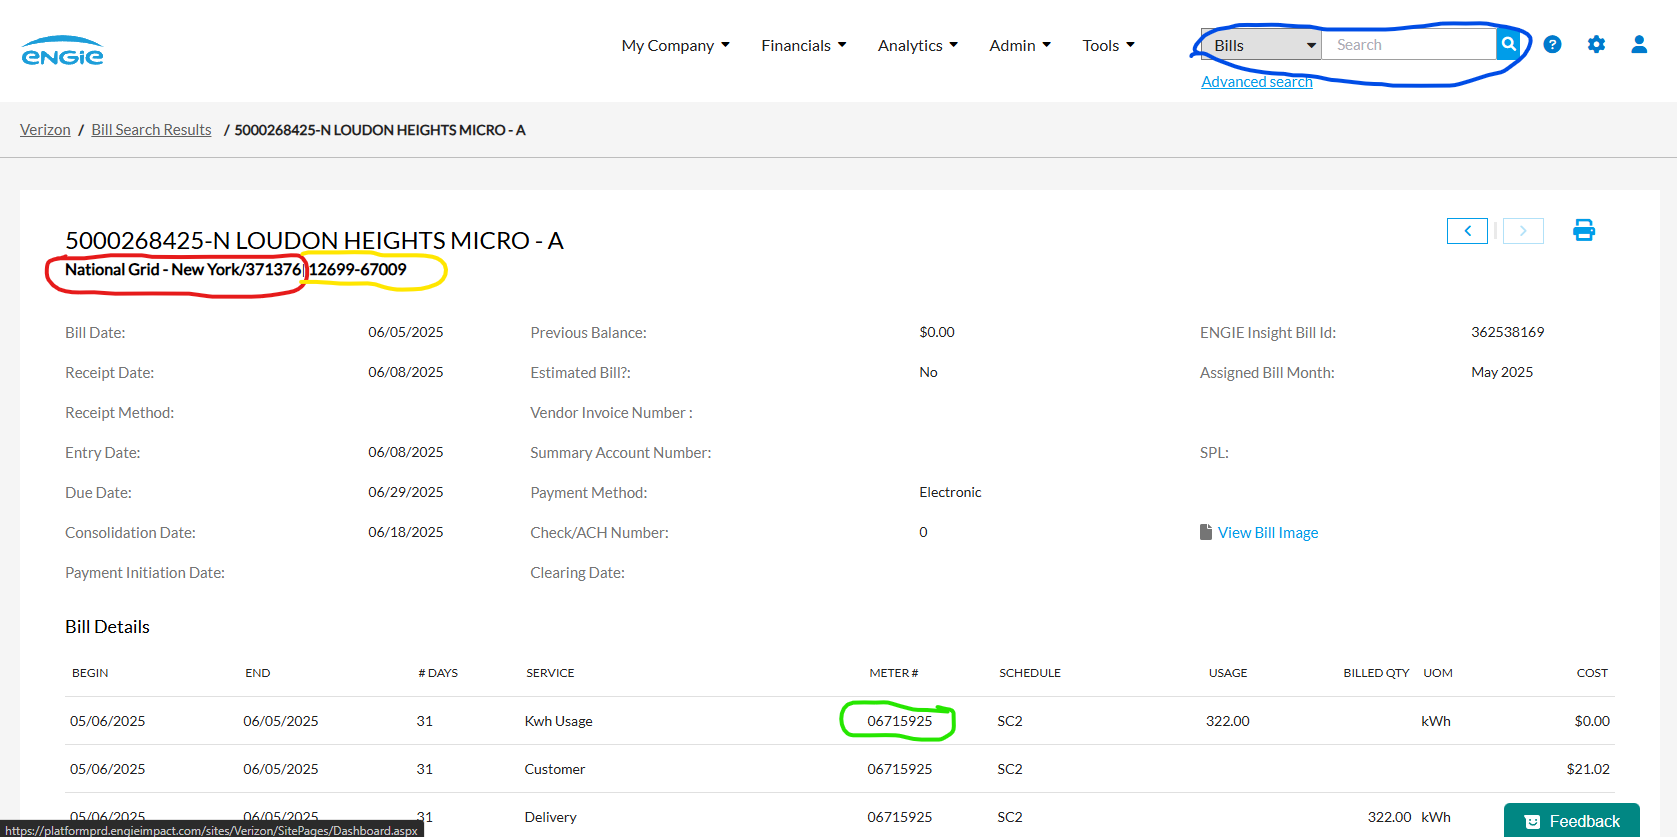 ENGIE
My Company Financials Analytics Admin Tools Bills Search ?
Advanced search
Verizon / Bill Search Results / 5000268425-N LOUDON HEIGHTS MICRO - A
5000268425-N LOUDON HEIGHTS MICRO - A
National Grid - New York/371376|12699-67009
Bill Date: 06/05/2025 Previous Balance: $0.00 ENGIE Insight Bill Id: 362538169
Receipt Date: 06/08/2025 Estimated Bill?: No Assigned Bill Month: May 2025
Receipt Method: Vendor Invoice Number :
Entry Date: 06/08/2025 Summary Account Number: SPL:
Due Date: 06/29/2025 Payment Method: Electronic
Consolidation Date: 06/18/2025 Check/ACH Number: 0 View Bill Image
Payment Initiation Date: Clearing Date:
Bill Details
BEGIN END # DAYS SERVICE METER # SCHEDULE USAGE BILLED QTY UOM COST
05/06/2025 06/05/2025 31 Kwh Usage 06715925 SC2 322.00 kWh $0.00
05/06/2025 06/05/2025 31 Customer 06715925 SC2 $21.02
05/06/2025 06/05/2025 31 Delivery 06715925 SC2 322.00 kWh
Feedback
https://platformprd.engieimpact.com/sites/Verizon/SitePages/Dashboard.aspx